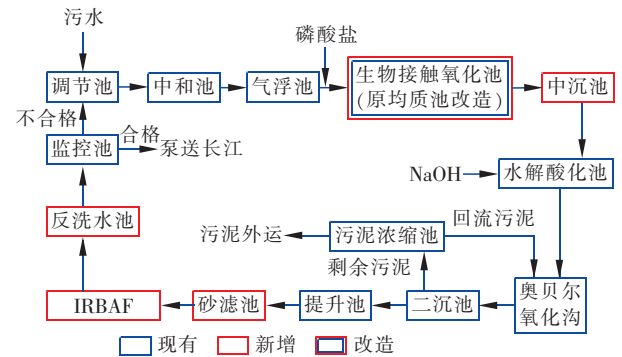 污水
磷酸盐
调节池
中和池
气浮池
生物接触氧化池
(原均质池改造)
中沉池
不合格
合格
监控池
泵送长江
NaOH
水解酸化池
反洗水池
污泥外运
污泥浓缩池
回流污泥
剩余污泥
IRBAF
砂滤池
提升池
二沉池
奥贝尔
氧化沟
现有
新增
改造